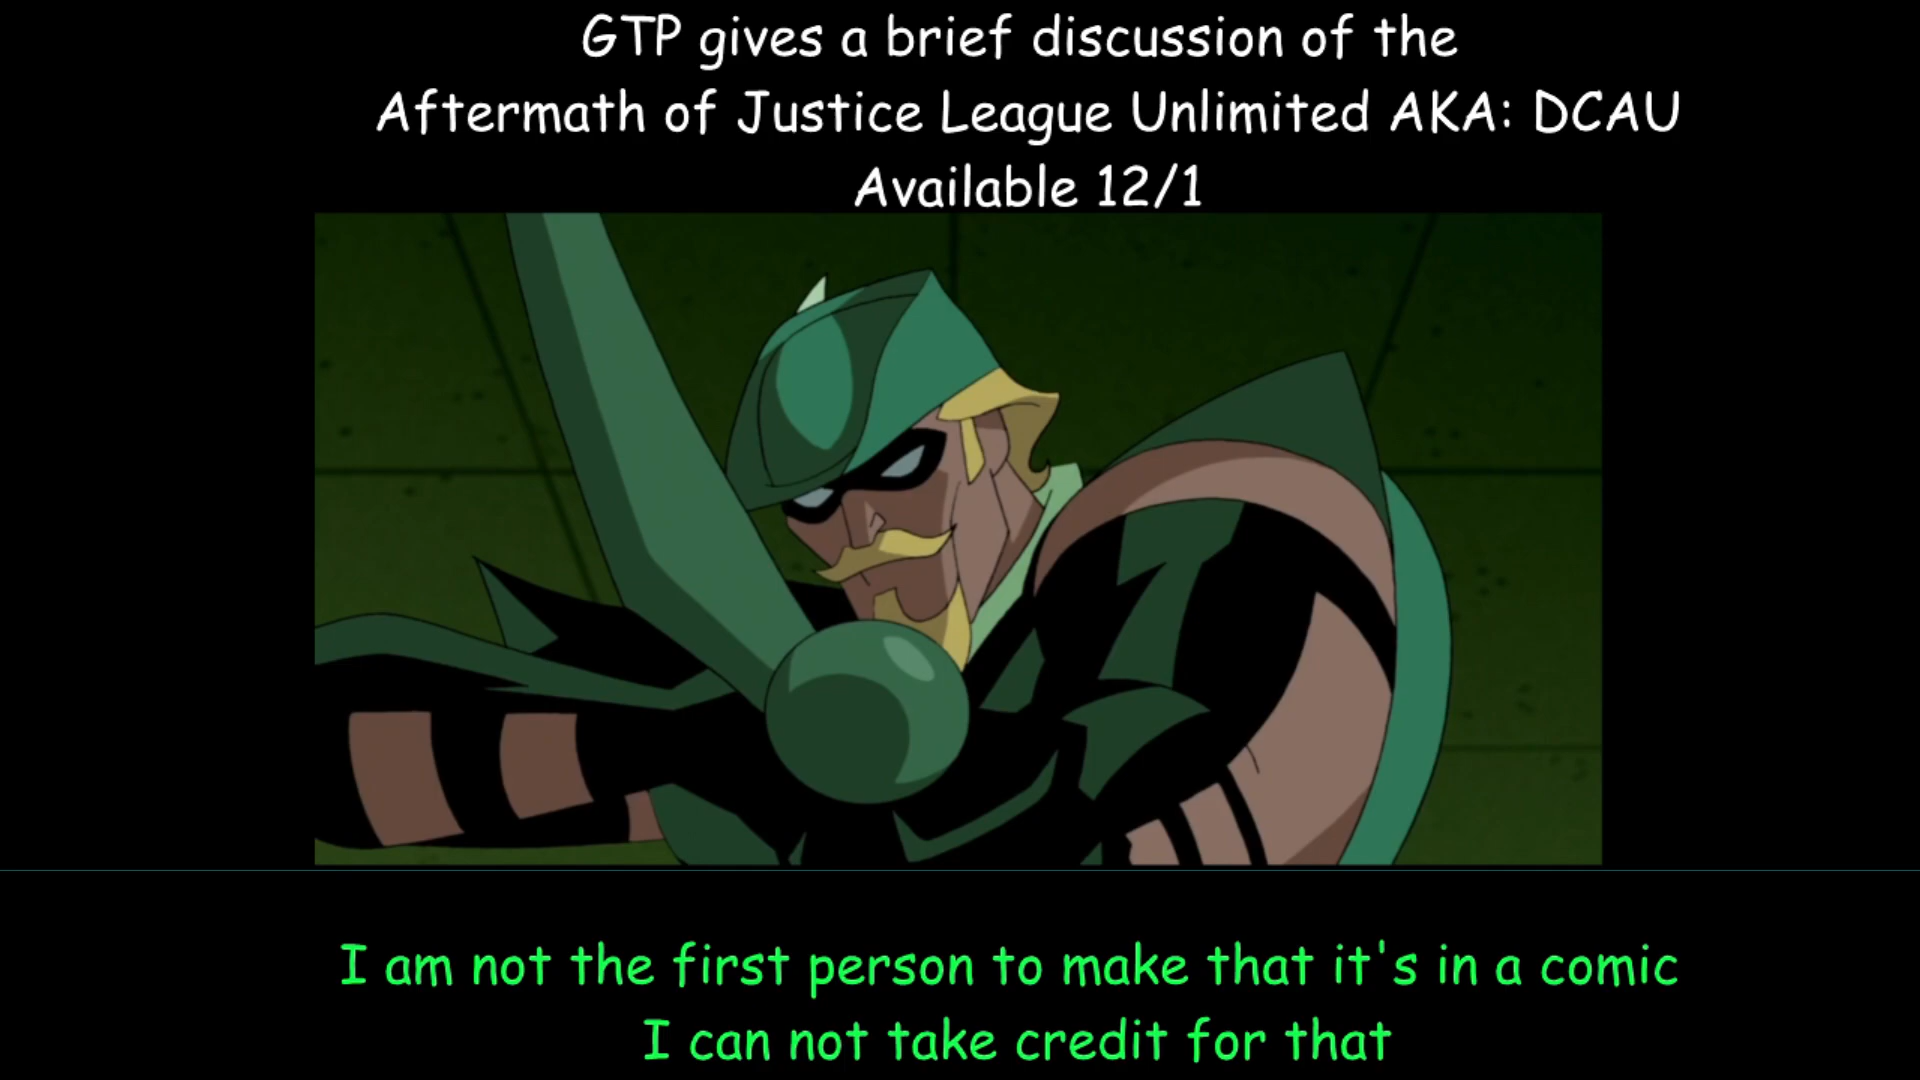 GTP gives a brief discussion of the
Aftermath of Justice League Unlimited AKA: DCAU
Available 12/1
I am not the first person to make that it's in a comic
I can not take credit for that